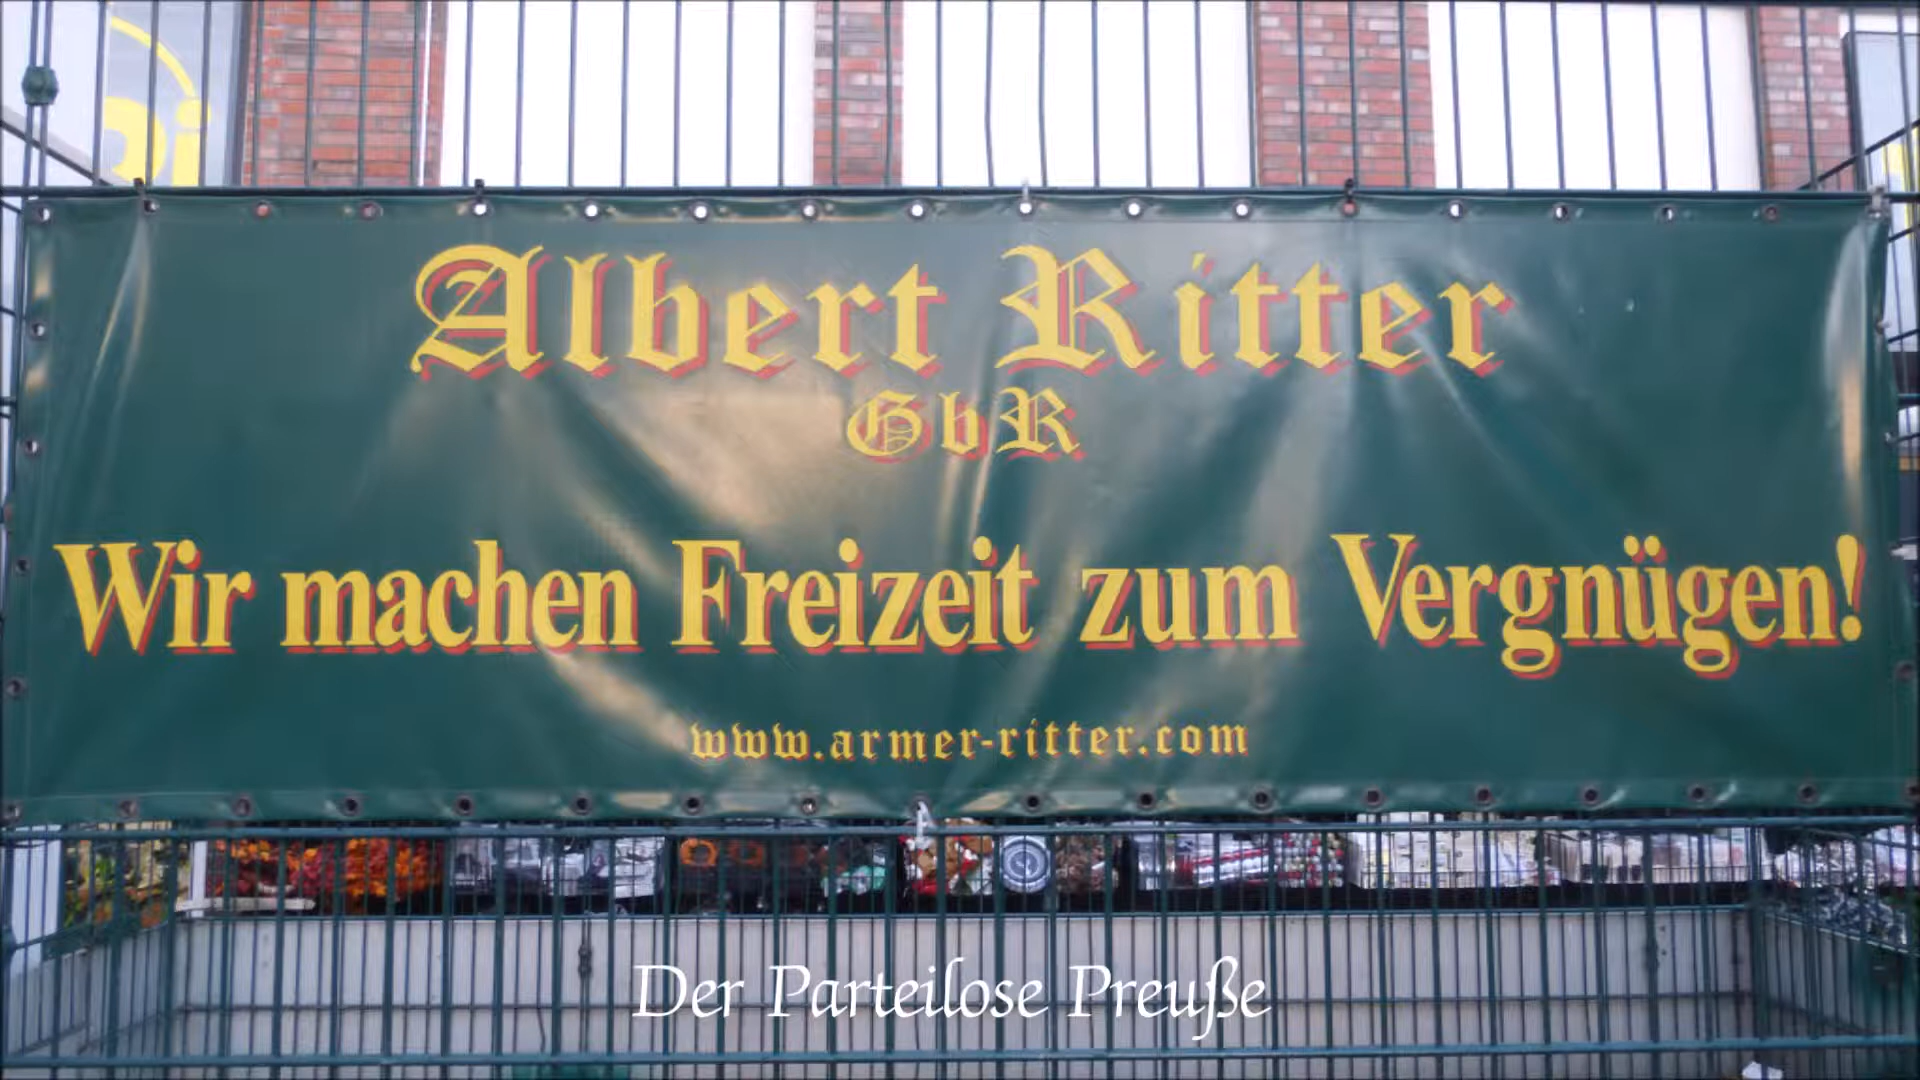 Albert Ritter
GbR
Wir machen Freizeit zum Vergnügen!
www.armer-ritter.com
Der Parteilose Preuße